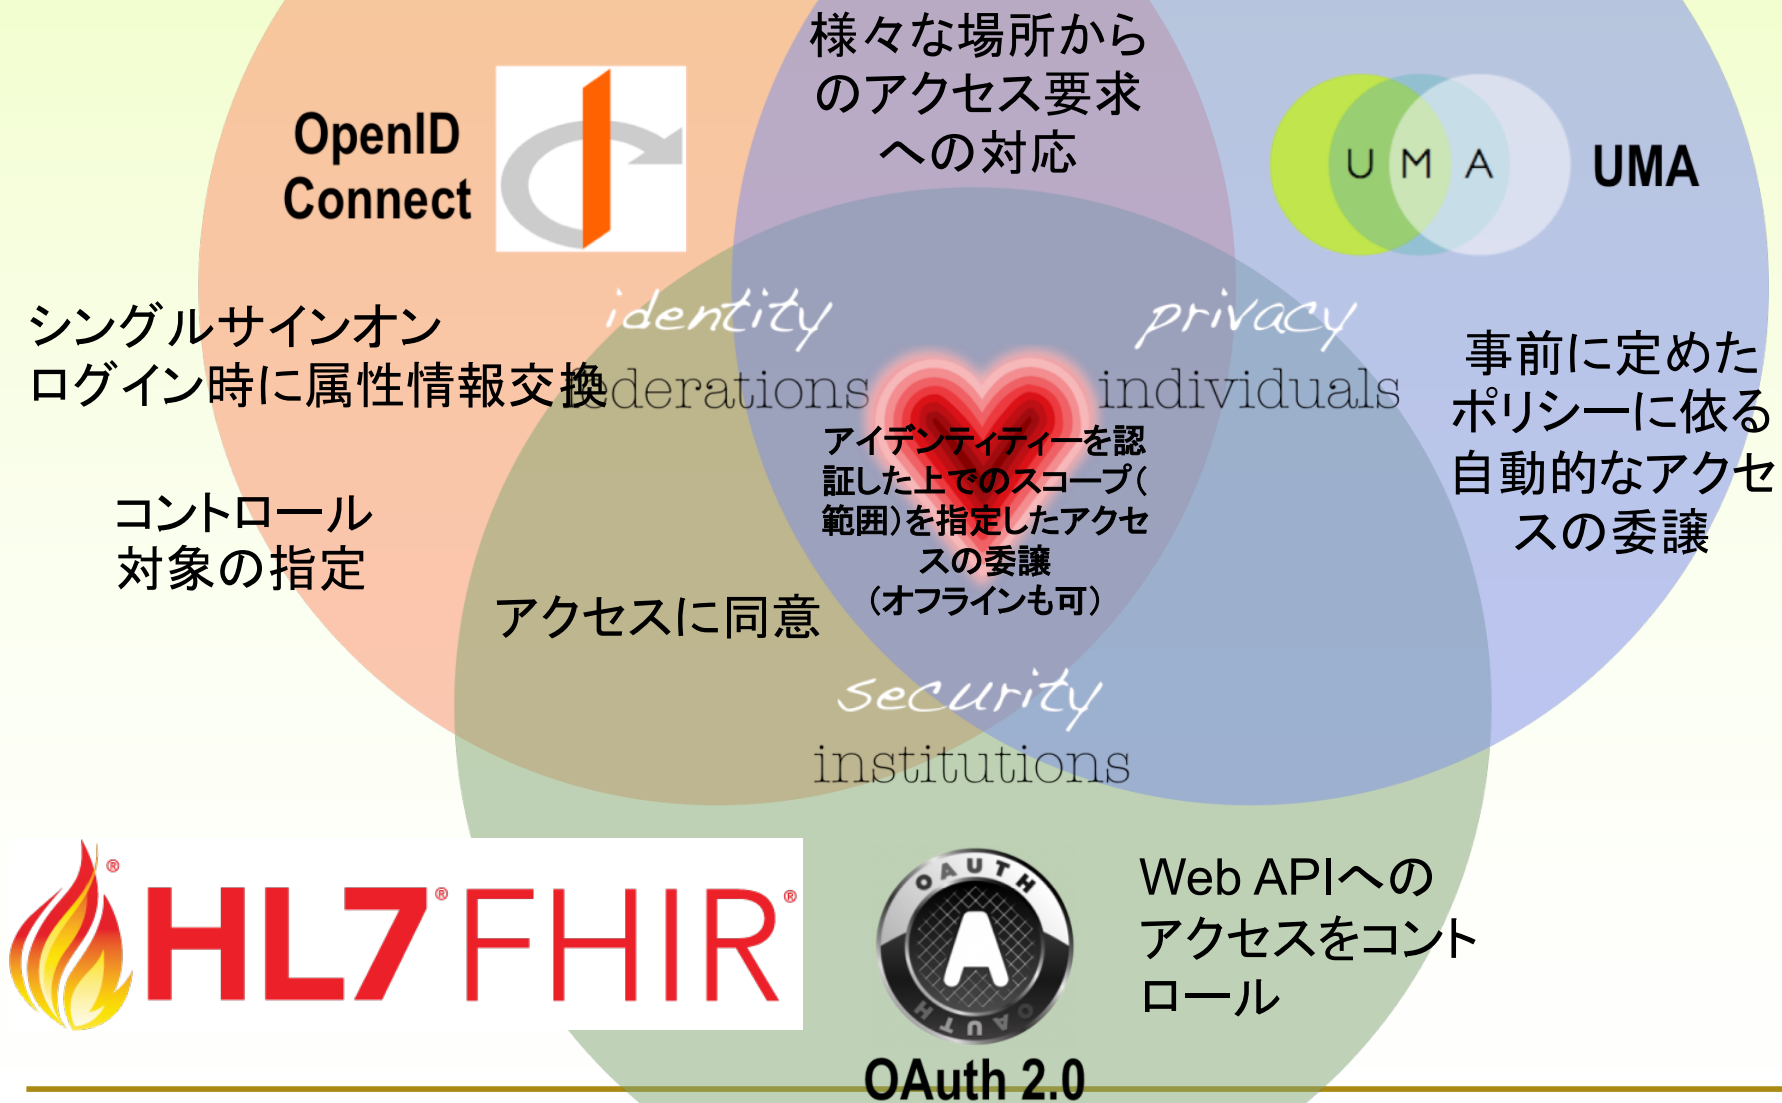 様々な場所から
のアクセス要求
への対応
OpenID
Connect
U M A
UMA
シングルサインオン
ログイン時に属性情報交換
identity
federations
privacy
individuals
事前に定めた
ポリシーに依る
自動的なアクセ
スの委譲
アイデンティティーを認
証した上でのスコープ(
範囲)を指定したアクセ
スの委譲
(オフラインも可)
コントロール
対象の指定
アクセスに同意
security
institutions
HL7® FHIR®
®
OAUTH
A
OAUTH
OAuth 2.0
Web APIへの
アクセスをコント
ロール